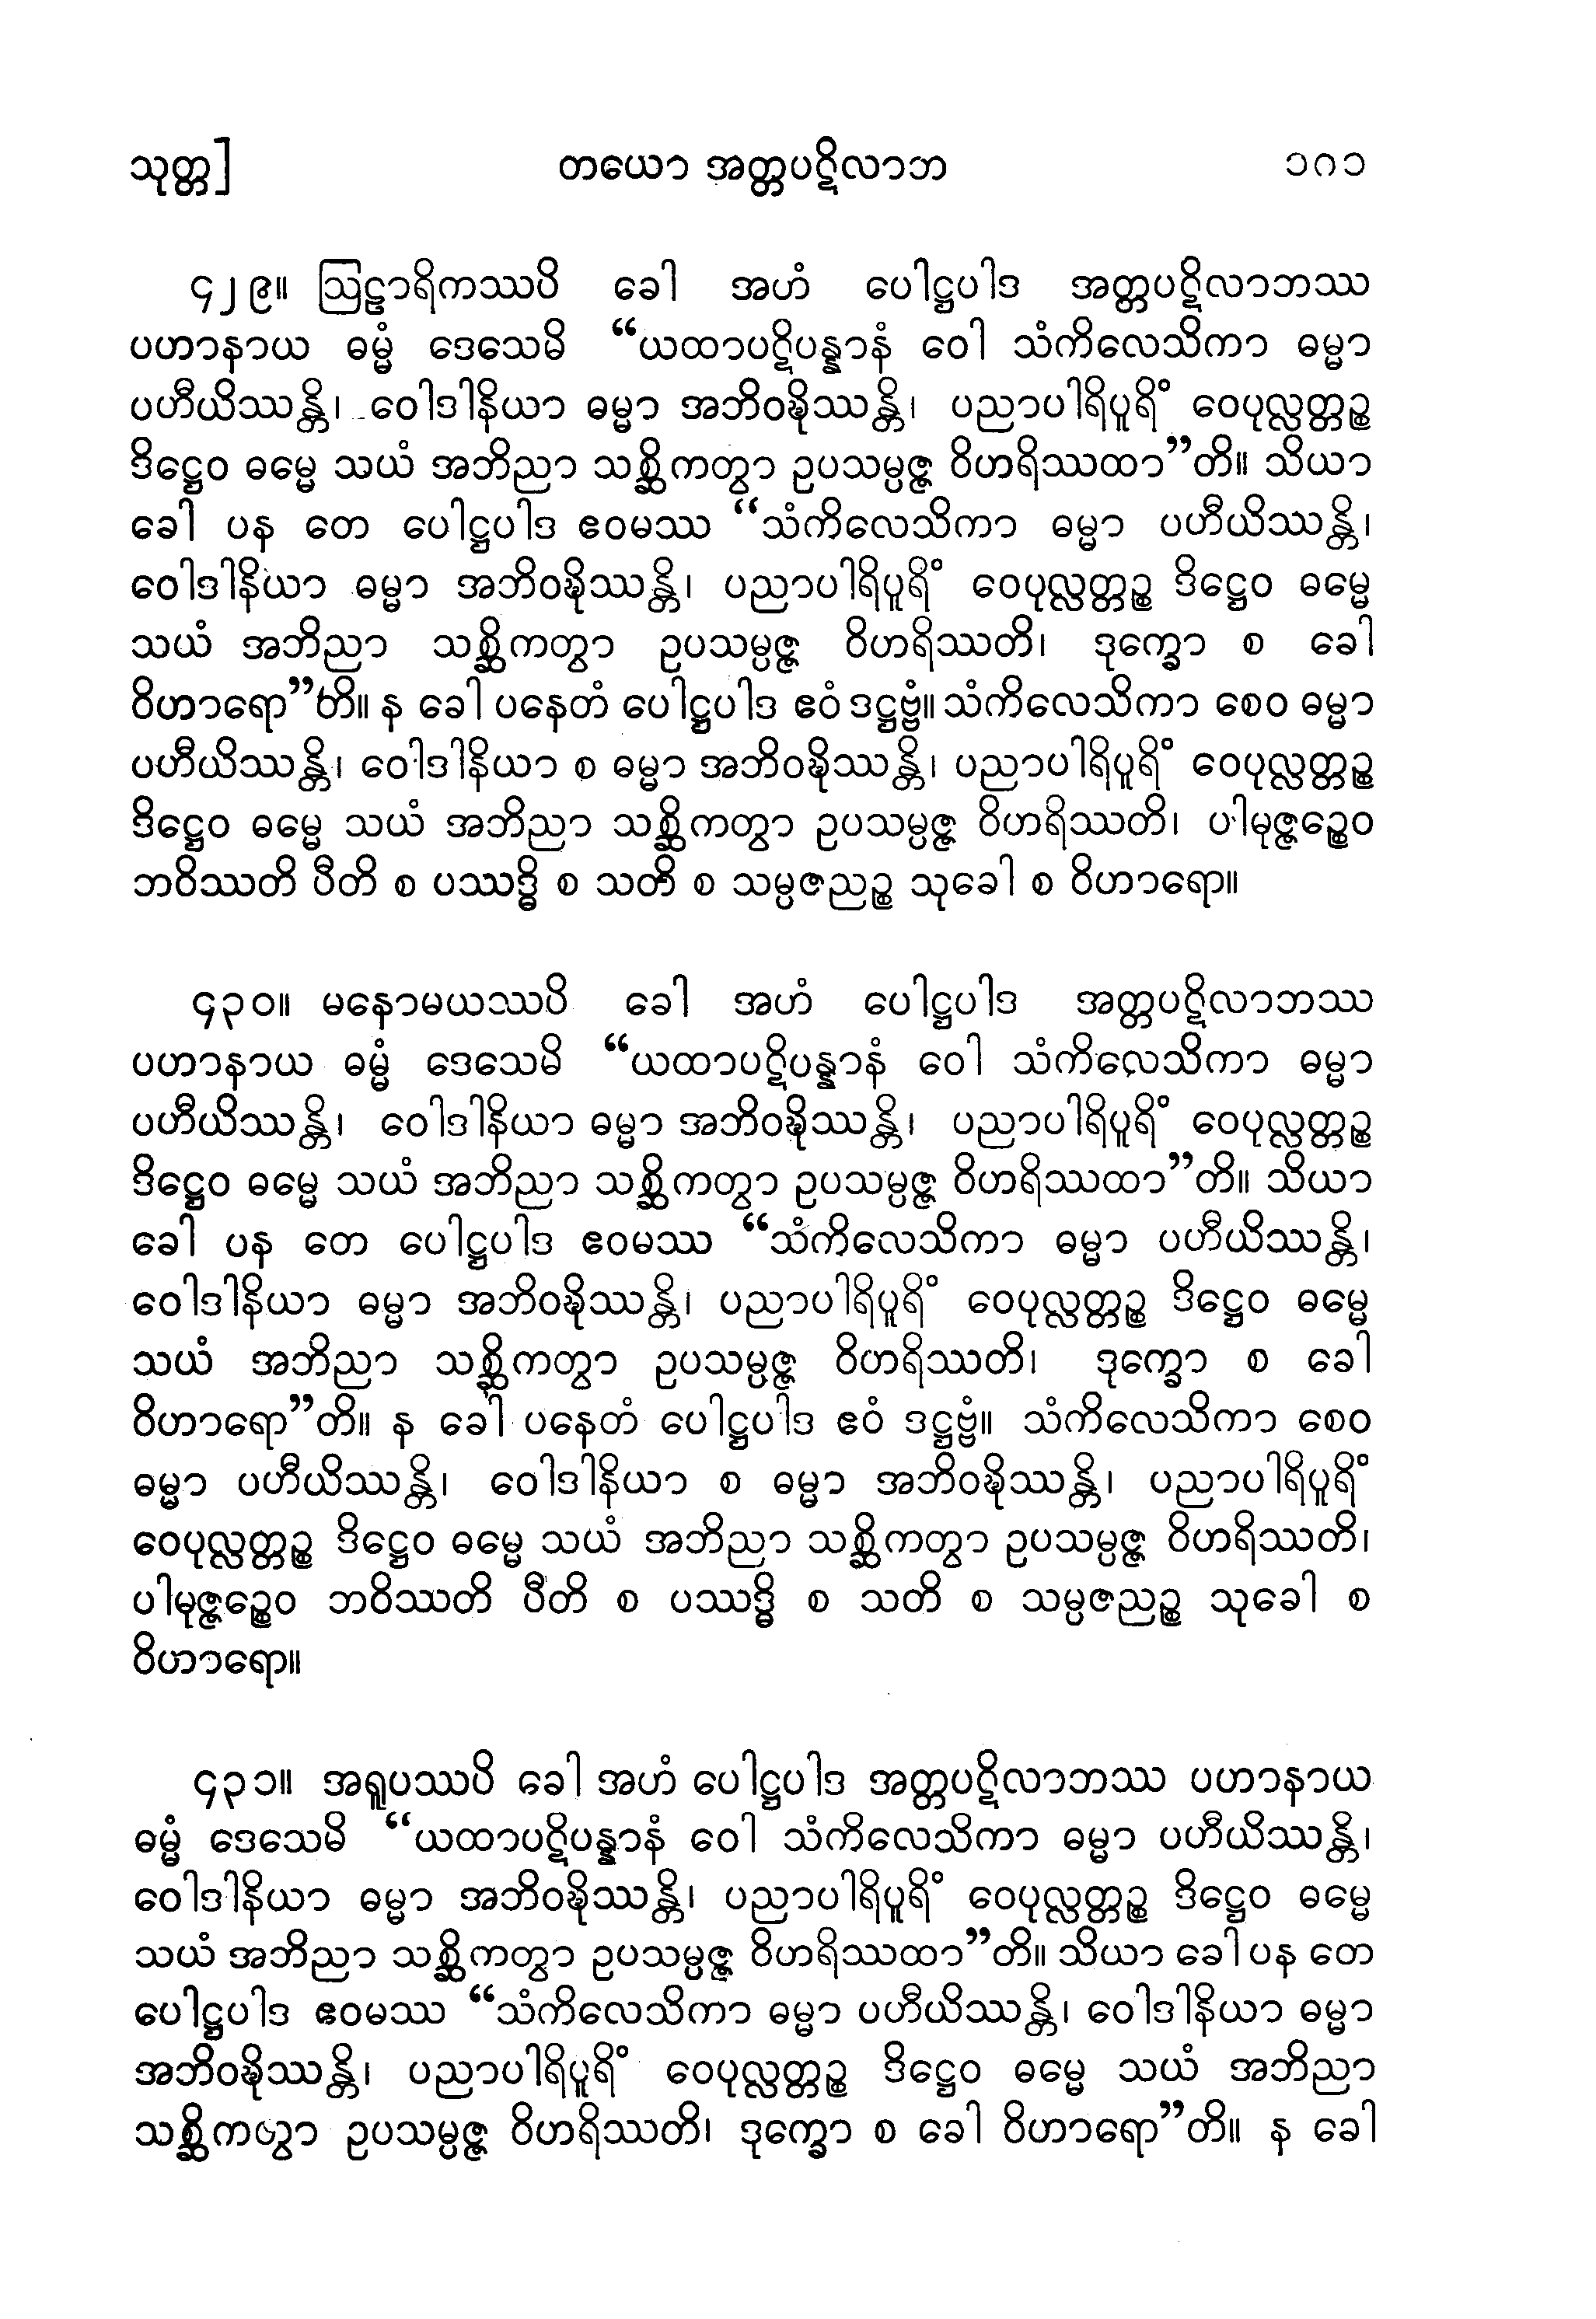 သုတ္တ] တယော အတ္တပဋိလာဘ ၁၇၁
၄၂၉။ ဩဠာရိကဿပိ ခေါ အဟံ ပေါဋ္ဌပါဒ အတ္တပဋိလာဘဿ
ပဟာနာယ ဓမ္မံ ဒေသေမိ “ယထာပဋိပန္နာနံ ဝေါ သံကိလေသိကာ ဓမ္မာ
ပဟီယိဿန္တိ၊ ဝေါဒါနိယာ ဓမ္မာ အဘိဝဍ္ဎိဿန္တိ၊ ပညာပါရိပူရိံ ဝေပုလ္လတ္တဉ္စ
ဒိဋ္ဌေဝ ဓမ္မေ သယံ အဘိညာ သစ္ဆိကတွာ ဥပသမ္ပဇ္ဇ ဝိဟရိဿထာ”တိ။ သိယာ
ခေါ ပန တေ ပေါဋ္ဌပါဒ ဧဝမဿ “သံကိလေသိကာ ဓမ္မာ ပဟီယိဿန္တိ၊
ဝေါဒါနိယာ ဓမ္မာ အဘိဝဍ္ဎိဿန္တိ၊ ပညာပါရိပူရိံ ဝေပုလ္လတ္တဉ္စ ဒိဋ္ဌေဝ ဓမ္မေ
သယံ အဘိညာ သစ္ဆိကတွာ ဥပသမ္ပဇ္ဇ ဝိဟရိဿတိ၊ ဒုက္ခော စ ခေါ
ဝိဟာရော”တိ။ န ခေါ ပနေတံ ပေါဋ္ဌပါဒ ဧဝံ ဒဋ္ဌဗ္ဗံ။ သံကိလေသိကာ စေဝ ဓမ္မာ
ပဟီယိဿန္တိ၊ ဝေါဒါနိယာ စ ဓမ္မာ အဘိဝဍ္ဎိဿန္တိ၊ ပညာပါရိပူရိံ ဝေပုလ္လတ္တဉ္စ
ဒိဋ္ဌေဝ ဓမ္မေ သယံ အဘိညာ သစ္ဆိကတွာ ဥပသမ္ပဇ္ဇ ဝိဟရိဿတိ၊ ပါမုဇ္ဇဉ္စေဝ
ဘဝိဿတိ ပီတိ စ ပဿဒ္ဓိ စ သတိ စ သမ္ပဇညဉ္စ သုခေါ စ ဝိဟာရော။
၄၃၀။ မနောမယဿပိ ခေါ အဟံ ပေါဋ္ဌပါဒ အတ္တပဋိလာဘဿ
ပဟာနာယ ဓမ္မံ ဒေသေမိ “ယထာပဋိပန္နာနံ ဝေါ သံကိလေသိကာ ဓမ္မာ
ပဟီယိဿန္တိ၊ ဝေါဒါနိယာ ဓမ္မာ အဘိဝဍ္ဎိဿန္တိ၊ ပညာပါရိပူရိံ ဝေပုလ္လတ္တဉ္စ
ဒိဋ္ဌေဝ ဓမ္မေ သယံ အဘိညာ သစ္ဆိကတွာ ဥပသမ္ပဇ္ဇ ဝိဟရိဿထာ”တိ။ သိယာ
ခေါ ပန တေ ပေါဋ္ဌပါဒ ဧဝမဿ “သံကိလေသိကာ ဓမ္မာ ပဟီယိဿန္တိ၊
ဝေါဒါနိယာ ဓမ္မာ အဘိဝဍ္ဎိဿန္တိ၊ ပညာပါရိပူရိံ ဝေပုလ္လတ္တဉ္စ ဒိဋ္ဌေဝ ဓမ္မေ
သယံ အဘိညာ သစ္ဆိကတွာ ဥပသမ္ပဇ္ဇ ဝိဟရိဿတိ၊ ဒုက္ခော စ ခေါ
ဝိဟာရော”တိ။ န ခေါ ပနေတံ ပေါဋ္ဌပါဒ ဧဝံ ဒဋ္ဌဗ္ဗံ။ သံကိလေသိကာ စေဝ
ဓမ္မာ ပဟီယိဿန္တိ၊ ဝေါဒါနိယာ စ ဓမ္မာ အဘိဝဍ္ဎိဿန္တိ၊ ပညာပါရိပူရိံ
ဝေပုလ္လတ္တဉ္စ ဒိဋ္ဌေဝ ဓမ္မေ သယံ အဘိညာ သစ္ဆိကတွာ ဥပသမ္ပဇ္ဇ ဝိဟရိဿတိ၊
ပါမုဇ္ဇဉ္စေဝ ဘဝိဿတိ ပီတိ စ ပဿဒ္ဓိ စ သတိ စ သမ္ပဇညဉ္စ သုခေါ စ
ဝိဟာရော။
၄၃၁။ အရူပဿပိ ခေါ အဟံ ပေါဋ္ဌပါဒ အတ္တပဋိလာဘဿ ပဟာနာယ
ဓမ္မံ ဒေသေမိ “ယထာပဋိပန္နာနံ ဝေါ သံကိလေသိကာ ဓမ္မာ ပဟီယိဿန္တိ၊
ဝေါဒါနိယာ ဓမ္မာ အဘိဝဍ္ဎိဿန္တိ၊ ပညာပါရိပူရိံ ဝေပုလ္လတ္တဉ္စ ဒိဋ္ဌေဝ ဓမ္မေ
သယံ အဘိညာ သစ္ဆိကတွာ ဥပသမ္ပဇ္ဇ ဝိဟရိဿထာ”တိ။ သိယာ ခေါ ပန တေ
ပေါဋ္ဌပါဒ ဧဝမဿ “သံကိလေသိကာ ဓမ္မာ ပဟီယိဿန္တိ၊ ဝေါဒါနိယာ ဓမ္မာ
အဘိဝဍ္ဎိဿန္တိ၊ ပညာပါရိပူရိံ ဝေပုလ္လတ္တဉ္စ ဒိဋ္ဌေဝ ဓမ္မေ သယံ အဘိညာ
သစ္ဆိကတွာ ဥပသမ္ပဇ္ဇ ဝိဟရိဿတိ၊ ဒုက္ခော စ ခေါ ဝိဟာရော”တိ။ န ခေါ